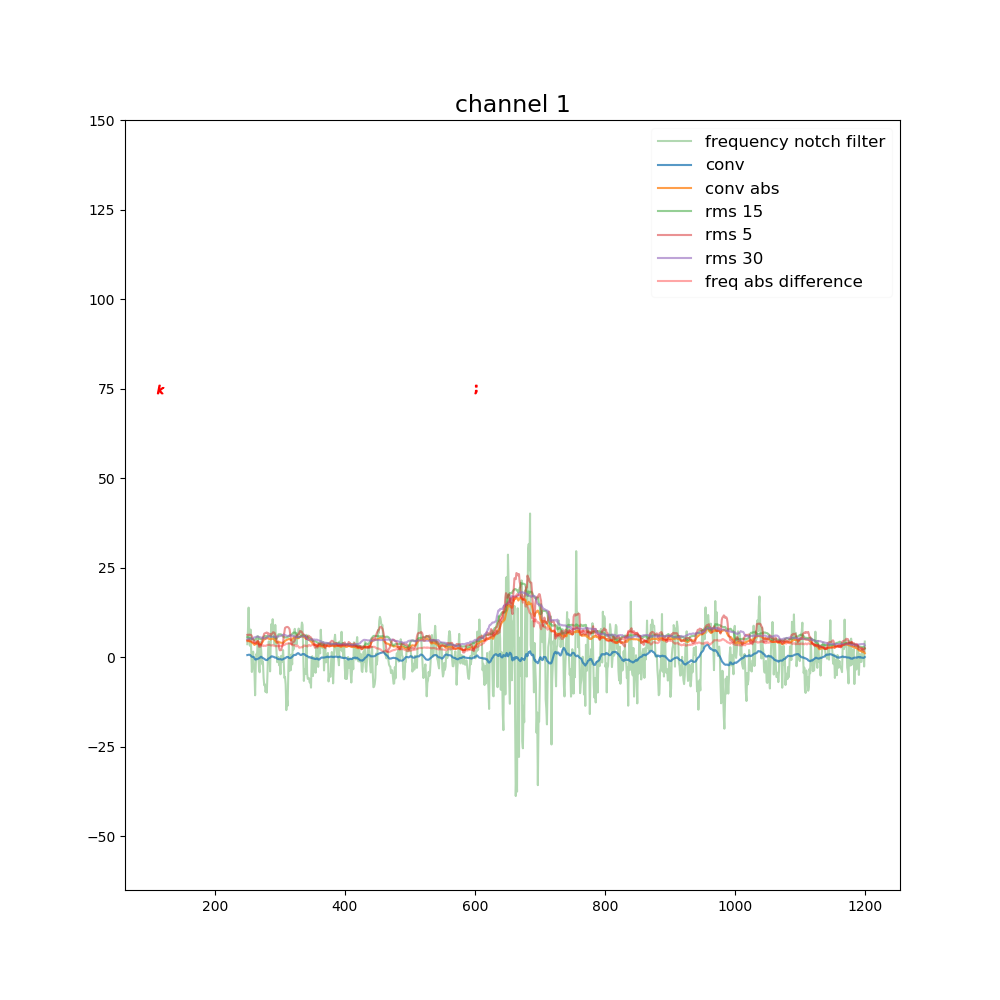 channel 1
150
125
100
75
50
25
0
−25
−50
frequency notch filter
conv
conv abs
rms 15
rms 5
rms 30
freq abs difference
k ;
200 400 600 800 1000 1200